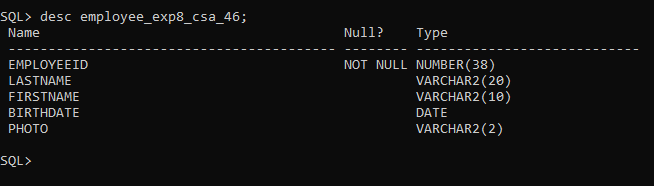 SQL> desc employee_exp8_csa_46;
 Name                                      Null?    Type
 ----------------------------------------- -------- ----------------------------
 EMPLOYEEID                                NOT NULL NUMBER(38)
 LASTNAME                                           VARCHAR2(20)
 FIRSTNAME                                          VARCHAR2(10)
 BIRTHDATE                                          DATE
 PHOTO                                              VARCHAR2(2)
SQL>